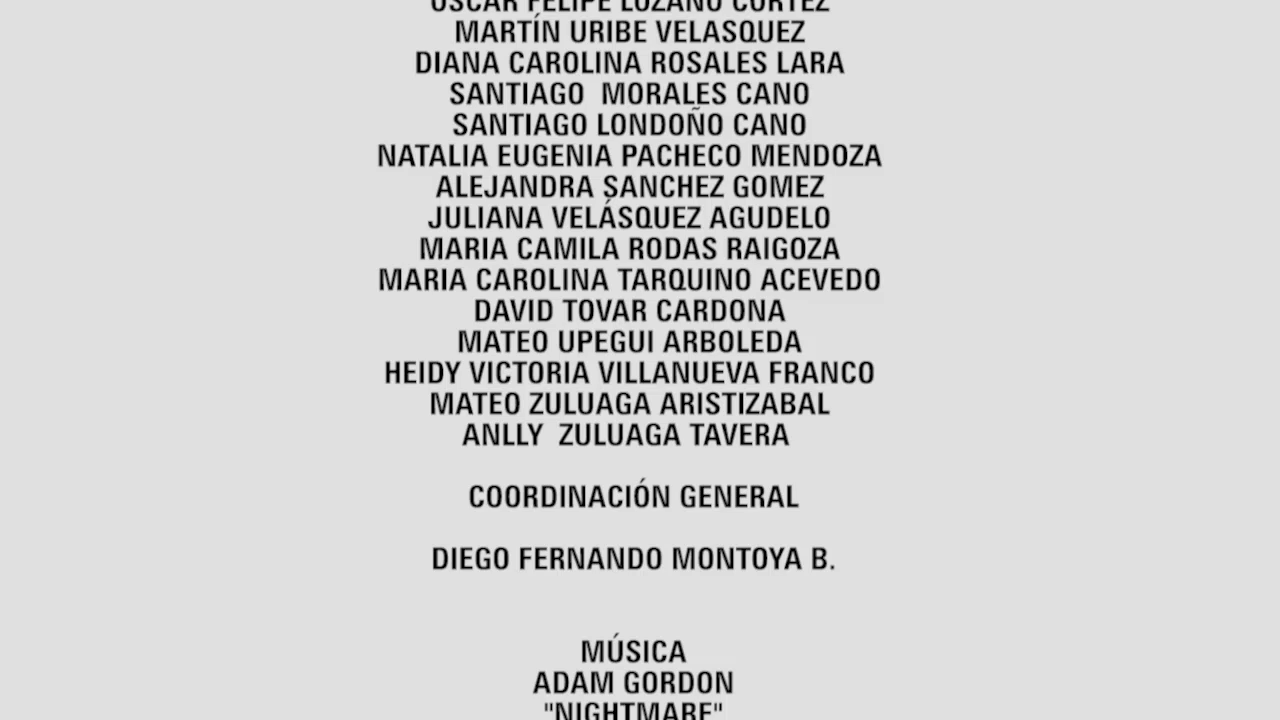 OSCAR FELIPE LOZANO CORTEZ
MARTÍN URIBE VELASQUEZ
DIANA CAROLINA ROSALES LARA
SANTIAGO  MORALES CANO
SANTIAGO LONDOÑO CANO
NATALIA EUGENIA PACHECO MENDOZA
ALEJANDRA SANCHEZ GOMEZ
JULIANA VELÁSQUEZ AGUDELO
MARIA CAMILA RODAS RAIGOZA
MARIA CAROLINA TARQUINO ACEVEDO
DAVID TOVAR CARDONA
MATEO UPEGUI ARBOLEDA
HEIDY VICTORIA VILLANUEVA FRANCO
MATEO ZULUAGA ARISTIZABAL
ANLLY  ZULUAGA TAVERA
COORDINACIÓN GENERAL
DIEGO FERNANDO MONTOYA B.
MÚSICA
ADAM GORDON
"NIGHTMARE"